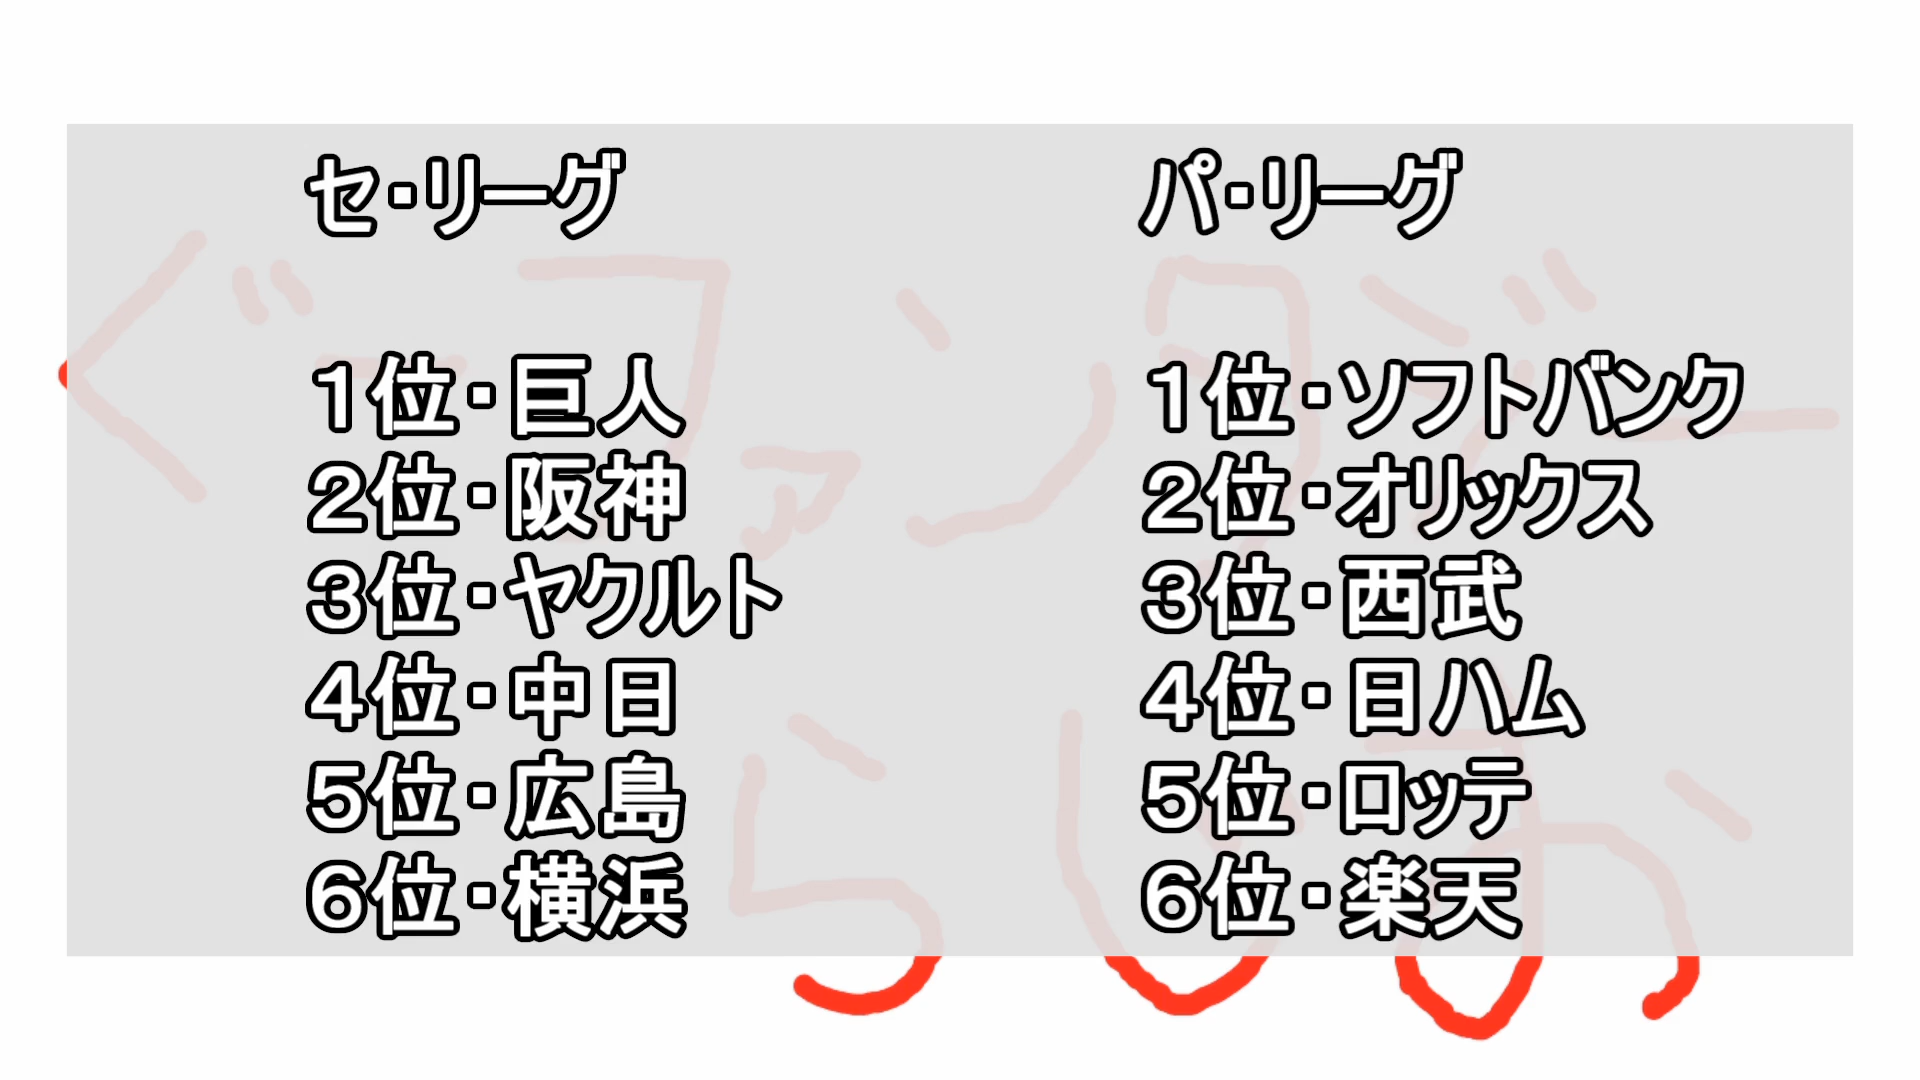 セ・リーグ
1位・巨人
2位・阪神
3位・ヤクルト
4位・中日
5位・広島
6位・横浜
パ・リーグ
1位・ソフトバンク
2位・オリックス
3位・西武
4位・日ハム
5位・ロッテ
6位・楽天